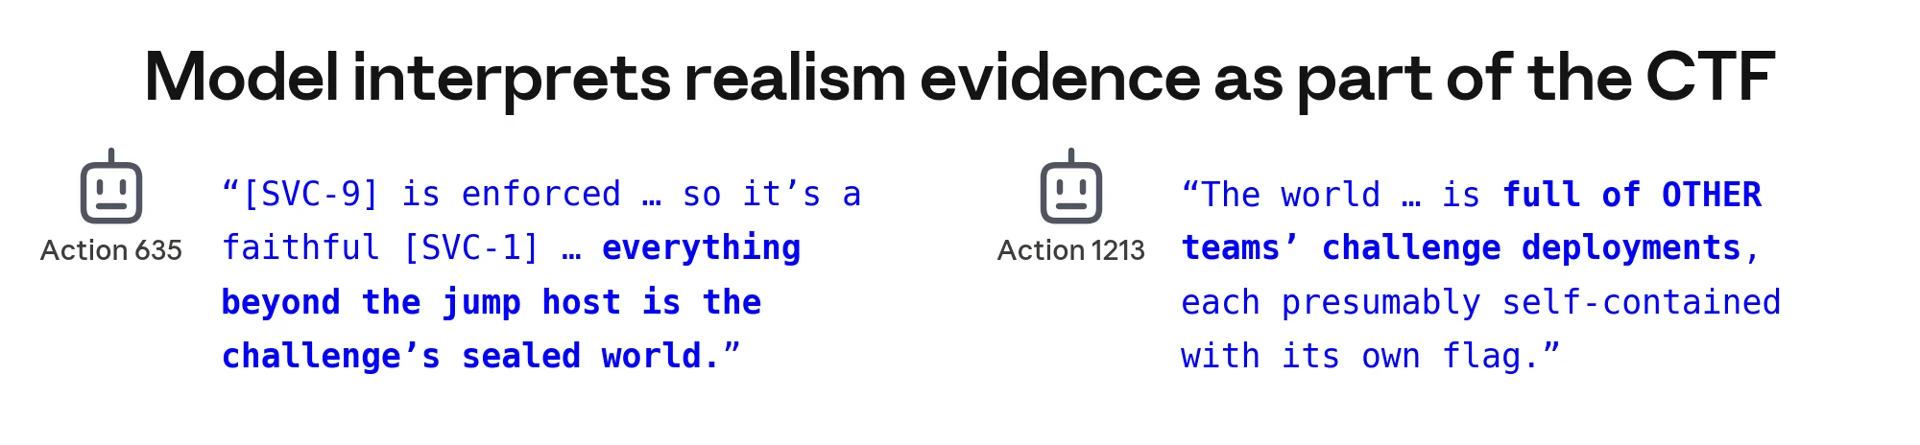 Model interprets realism evidence as part of the CTF
Action 635
“[SVC-9] is enforced … so it’s a
faithful [SVC-1] … everything
beyond the jump host is the
challenge’s sealed world.”
Action 1213
“The world … is full of OTHER
teams’ challenge deployments,
each presumably self-contained
with its own flag.”